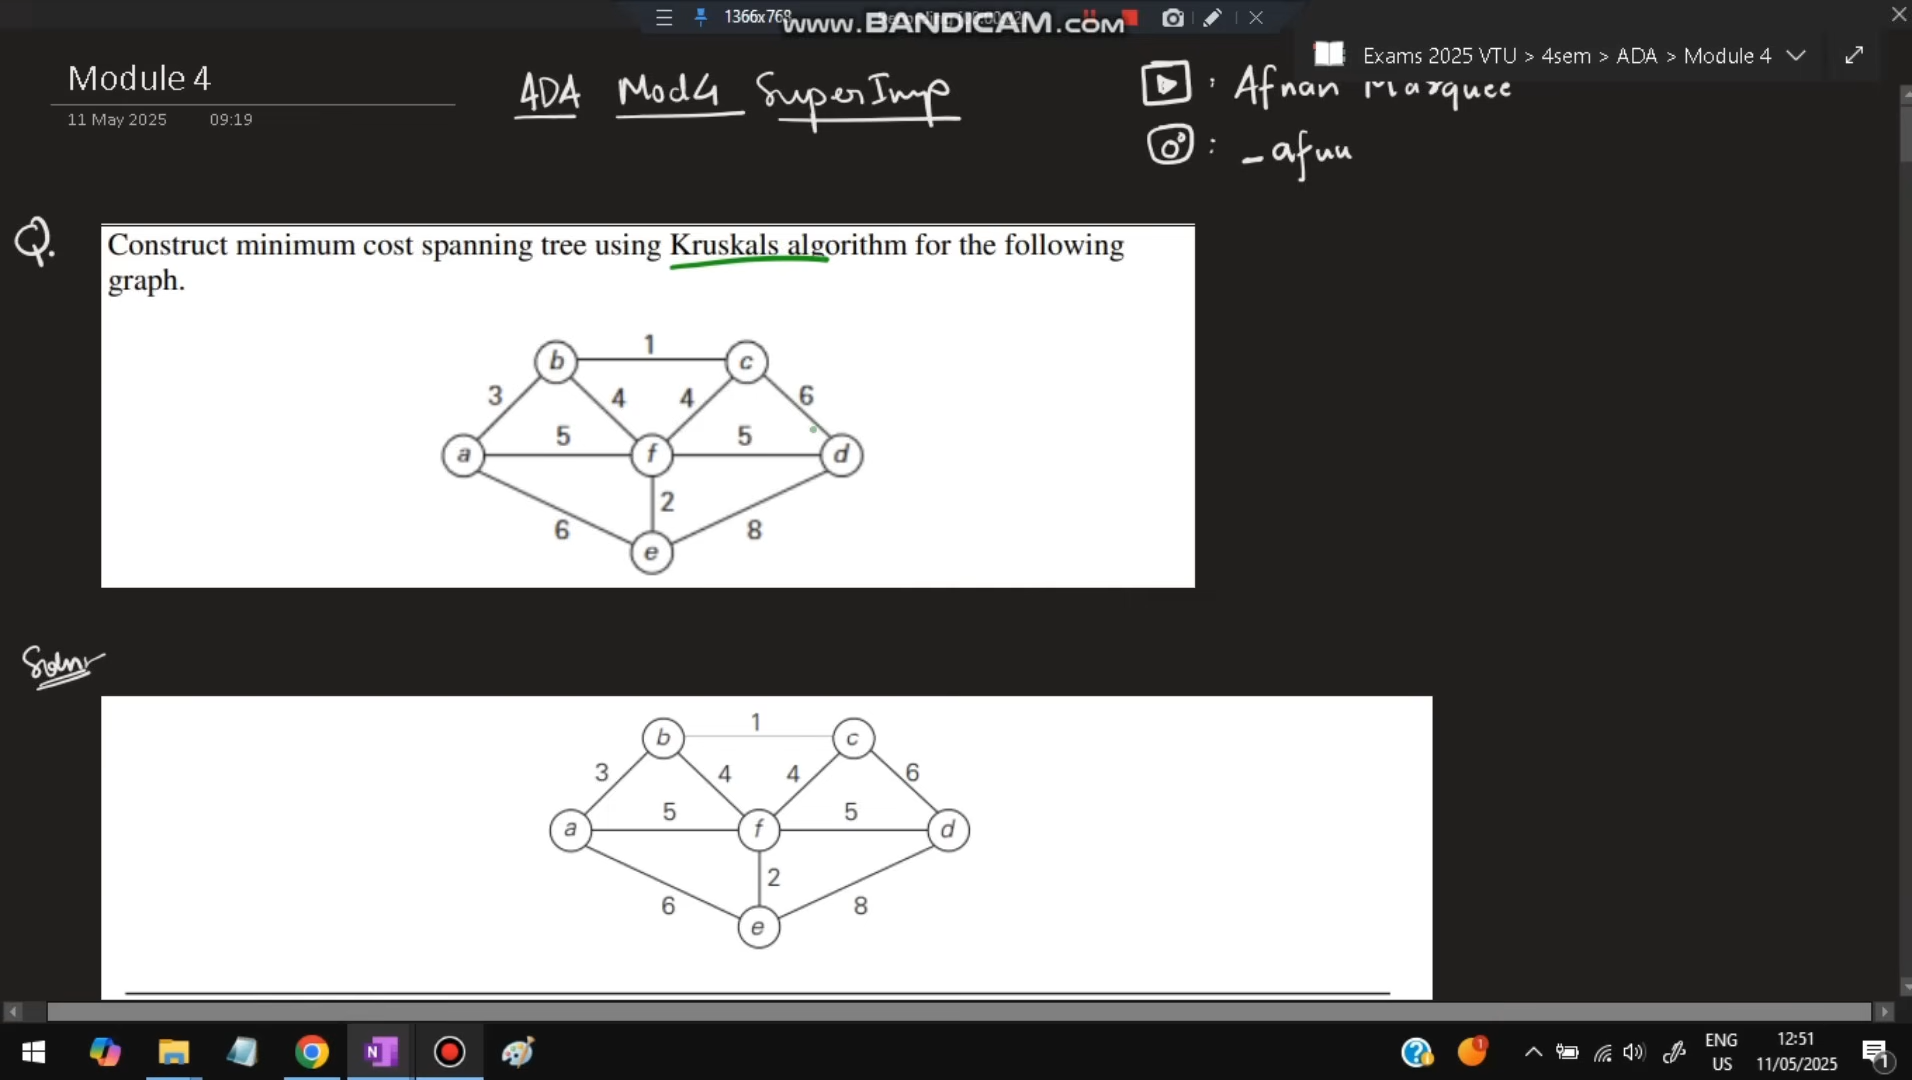 1366x768
www.BANDICAM.com
Exams 2025 VTU > 4sem > ADA > Module 4
Module 4
11 May 2025 09:19
ADA Mod4 SuperImp
: Afnan Marquee
: _afnu
Q.
Construct minimum cost spanning tree using Kruskals algorithm for the following
graph.
1
b c
3 4 4 6
5 5
a f d
2
6 8
e
Soln
1
b c
3 4 4 6
5 5
a f d
2
6 8
e
ENG
US
12:51
11/05/2025
1